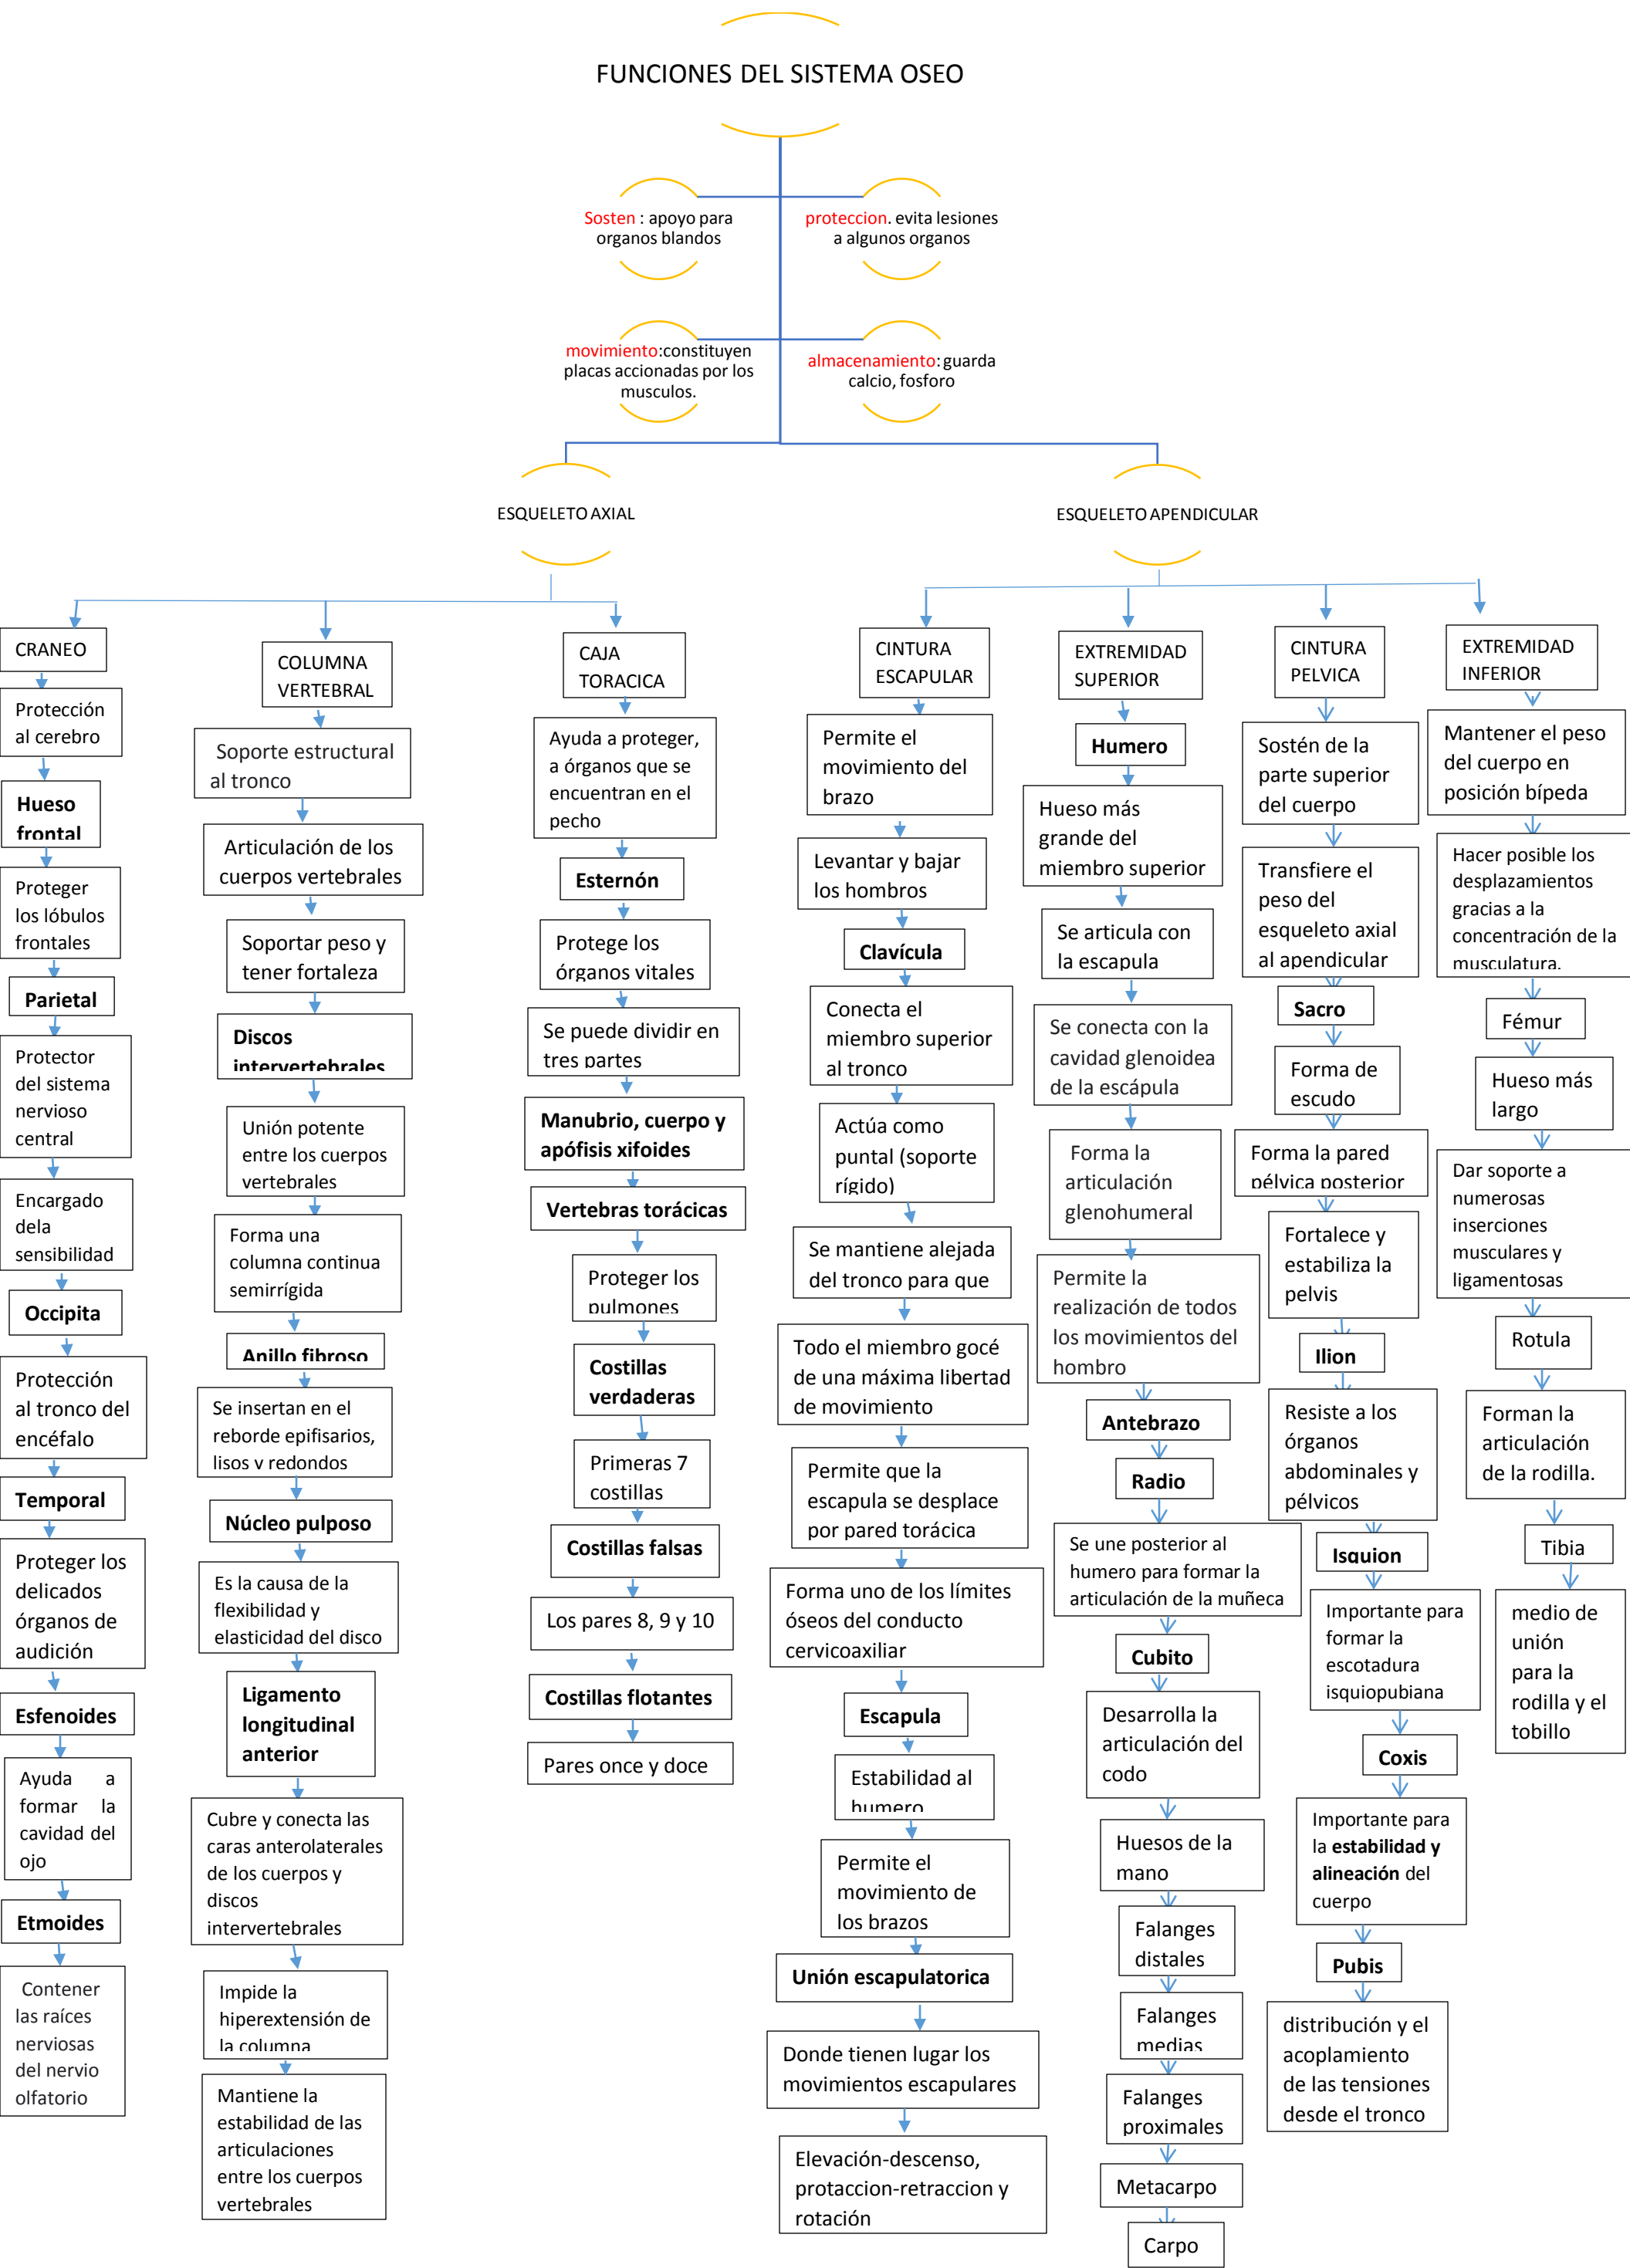 FUNCIONES DEL SISTEMA OSEO
Sosten : apoyo para
organos blandos
proteccion. evita lesiones
a algunos organos
movimiento:constituyen
placas accionadas por los
musculos.
almacenamiento: guarda
calcio, fosforo
ESQUELETO AXIAL
ESQUELETO APENDICULAR
CRANEO
Protección
al cerebro
Hueso
frontal
Proteger
los lóbulos
frontales
Parietal
Protector
del sistema
nervioso
central
Encargado
dela
sensibilidad
Occipita
Protección
al tronco del
encéfalo
Temporal
Proteger los
delicados
órganos de
audición
Esfenoides
Ayuda a
formar la
cavidad del
ojo
Etmoides
Contener
las raíces
nerviosas
del nervio
olfatorio
COLUMNA
VERTEBRAL
Soporte estructural
al tronco
Articulación de los
cuerpos vertebrales
Soportar peso y
tener fortaleza
Discos
intervertebrales
Unión potente
entre los cuerpos
vertebrales
Forma una
columna continua
semirrígida
Anillo fibroso
Se insertan en el
reborde epifisarios,
lisos y redondos
Núcleo pulposo
Es la causa de la
flexibilidad y
elasticidad del disco
Ligamento
longitudinal
anterior
Cubre y conecta las
caras anterolaterales
de los cuerpos y
discos
intervertebrales
Impide la
hiperextensión de
la columna
Mantiene la
estabilidad de las
articulaciones
entre los cuerpos
vertebrales
CAJA
TORACICA
Ayuda a proteger,
a órganos que se
encuentran en el
pecho
Esternón
Protege los
órganos vitales
Se puede dividir en
tres partes
Manubrio, cuerpo y
apófisis xifoides
Vertebras torácicas
Proteger los
pulmones
Costillas
verdaderas
Primeras 7
costillas
Costillas falsas
Los pares 8, 9 y 10
Costillas flotantes
Pares once y doce
CINTURA
ESCAPULAR
Permite el
movimiento del
brazo
Levantar y bajar
los hombros
Clavícula
Conecta el
miembro superior
al tronco
Actúa como
puntal (soporte
rígido)
Se mantiene alejada
del tronco para que
Todo el miembro gocé
de una máxima libertad
de movimiento
Permite que la
escapula se desplace
por pared torácica
Forma uno de los límites
óseos del conducto
cervicoaxiliar
Escapula
Estabilidad al
humero
Permite el
movimiento de
los brazos
Unión escapulatorica
Donde tienen lugar los
movimientos escapulares
Elevación-descenso,
protaccion-retraccion y
rotación
EXTREMIDAD
SUPERIOR
Humero
Hueso más
grande del
miembro superior
Se articula con
la escapula
Se conecta con la
cavidad glenoidea
de la escápula
Forma la
articulación
glenohumeral
Permite la
realización de todos
los movimientos del
hombro
Antebrazo
Radio
Se une posterior al
humero para formar la
articulación de la muñeca
Cubito
Desarrolla la
articulación del
codo
Huesos de la
mano
Falanges
distales
Falanges
medias
Falanges
proximales
Metacarpo
Carpo
CINTURA
PELVICA
Sostén de la
parte superior
del cuerpo
Transfiere el
peso del
esqueleto axial
al apendicular
Sacro
Forma de
escudo
Forma la pared
pélvica posterior
Fortalece y
estabiliza la
pelvis
Ilion
Resiste a los
órganos
abdominales y
pélvicos
Isquion
Importante para
formar la
escotadura
isquiopubiana
Coxis
Importante para
la estabilidad y
alineación del
cuerpo
Pubis
distribución y el
acoplamiento
de las tensiones
desde el tronco
EXTREMIDAD
INFERIOR
Mantener el peso
del cuerpo en
posición bípeda
Hacer posible los
desplazamientos
gracias a la
concentración de la
musculatura.
Fémur
Hueso más
largo
Dar soporte a
numerosas
inserciones
musculares y
ligamentosas
Rotula
Forman la
articulación
de la rodilla.
Tibia
medio de
unión
para la
rodilla y el
tobillo